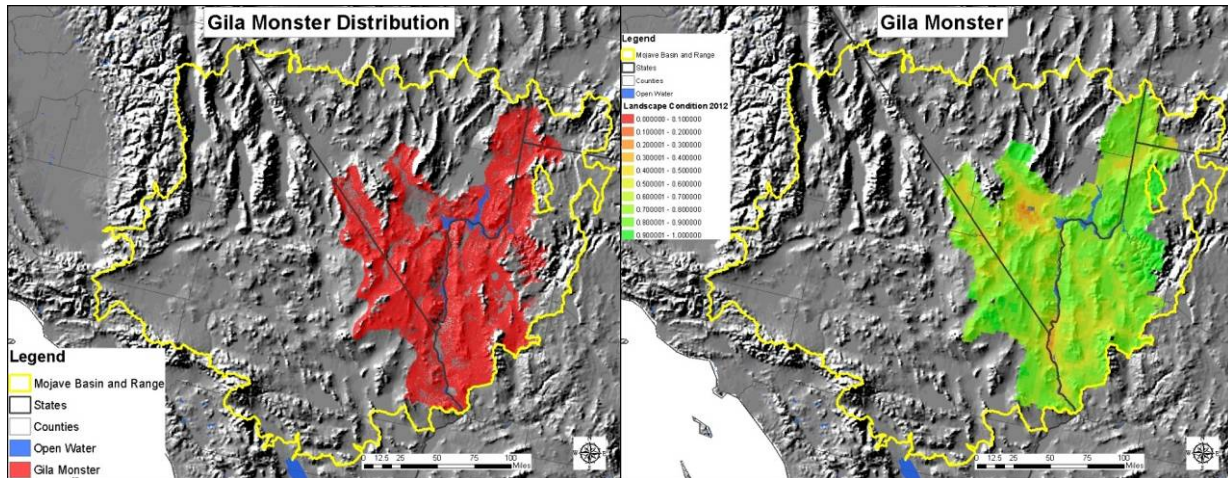 Gila Monster Distribution
Legend
Mojave Basin and Range
States
Counties
Open Water
Gila Monster
0 12.5 25 50 75 100
Miles
Gila Monster
Legend
Mojave Basin and Range
States
Counties
Open Water
Landscape Condition 2012
0.000000 - 0.100000
0.100001 - 0.200000
0.200001 - 0.300000
0.300001 - 0.400000
0.400001 - 0.500000
0.500001 - 0.600000
0.600001 - 0.700000
0.700001 - 0.800000
0.800001 - 0.900000
0.900001 - 1.000000
0 12.5 25 50 75 100
Miles